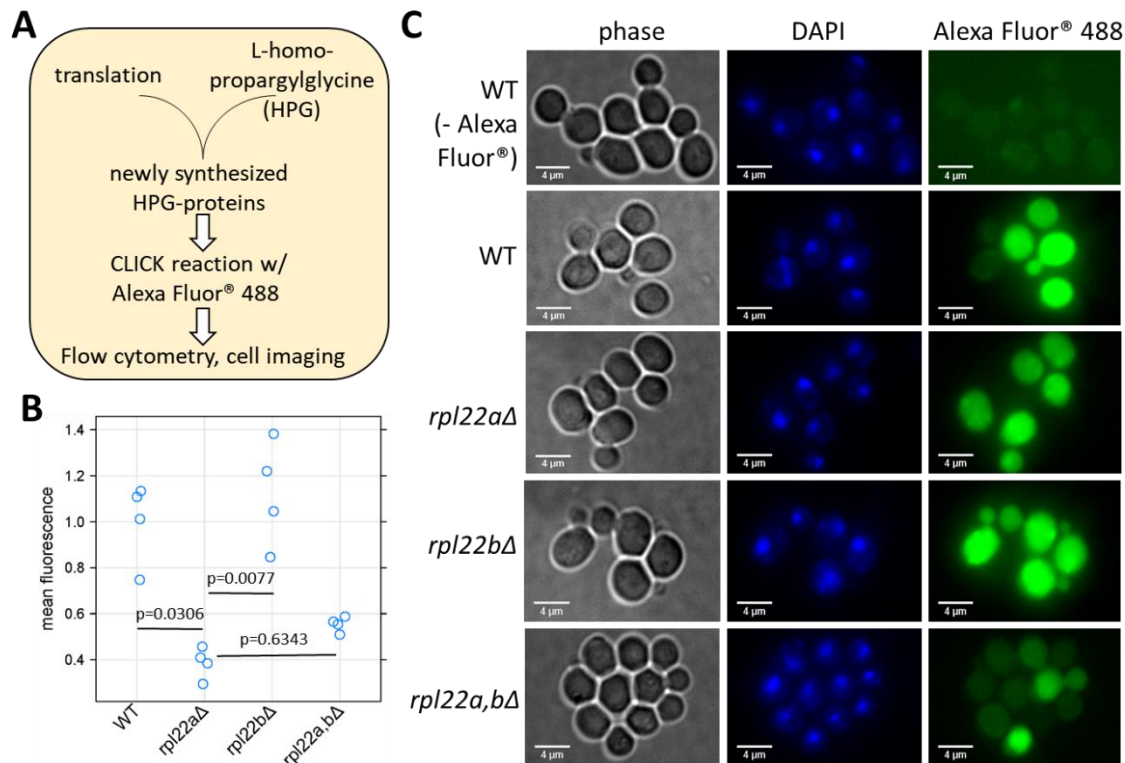 A
translation
L-homo-
propargylglycine
(HPG)
newly synthesized
HPG-proteins
CLICK reaction w/
Alexa Fluor® 488
Flow cytometry, cell imaging
B
mean fluorescence
1.4
1.2
1.0
0.8
0.6
0.4
p=0.0077
p=0.0306
p=0.6343
WT
rpl22aΔ
rpl22bΔ
rpl22a,bΔ
C
phase
DAPI
Alexa Fluor® 488
WT
(- Alexa
Fluor®)
4 μm
4 μm
4 μm
WT
4 μm
4 μm
4 μm
rpl22aΔ
4 μm
4 μm
4 μm
rpl22bΔ
4 μm
4 μm
4 μm
rpl22a,bΔ
4 μm
4 μm
4 μm